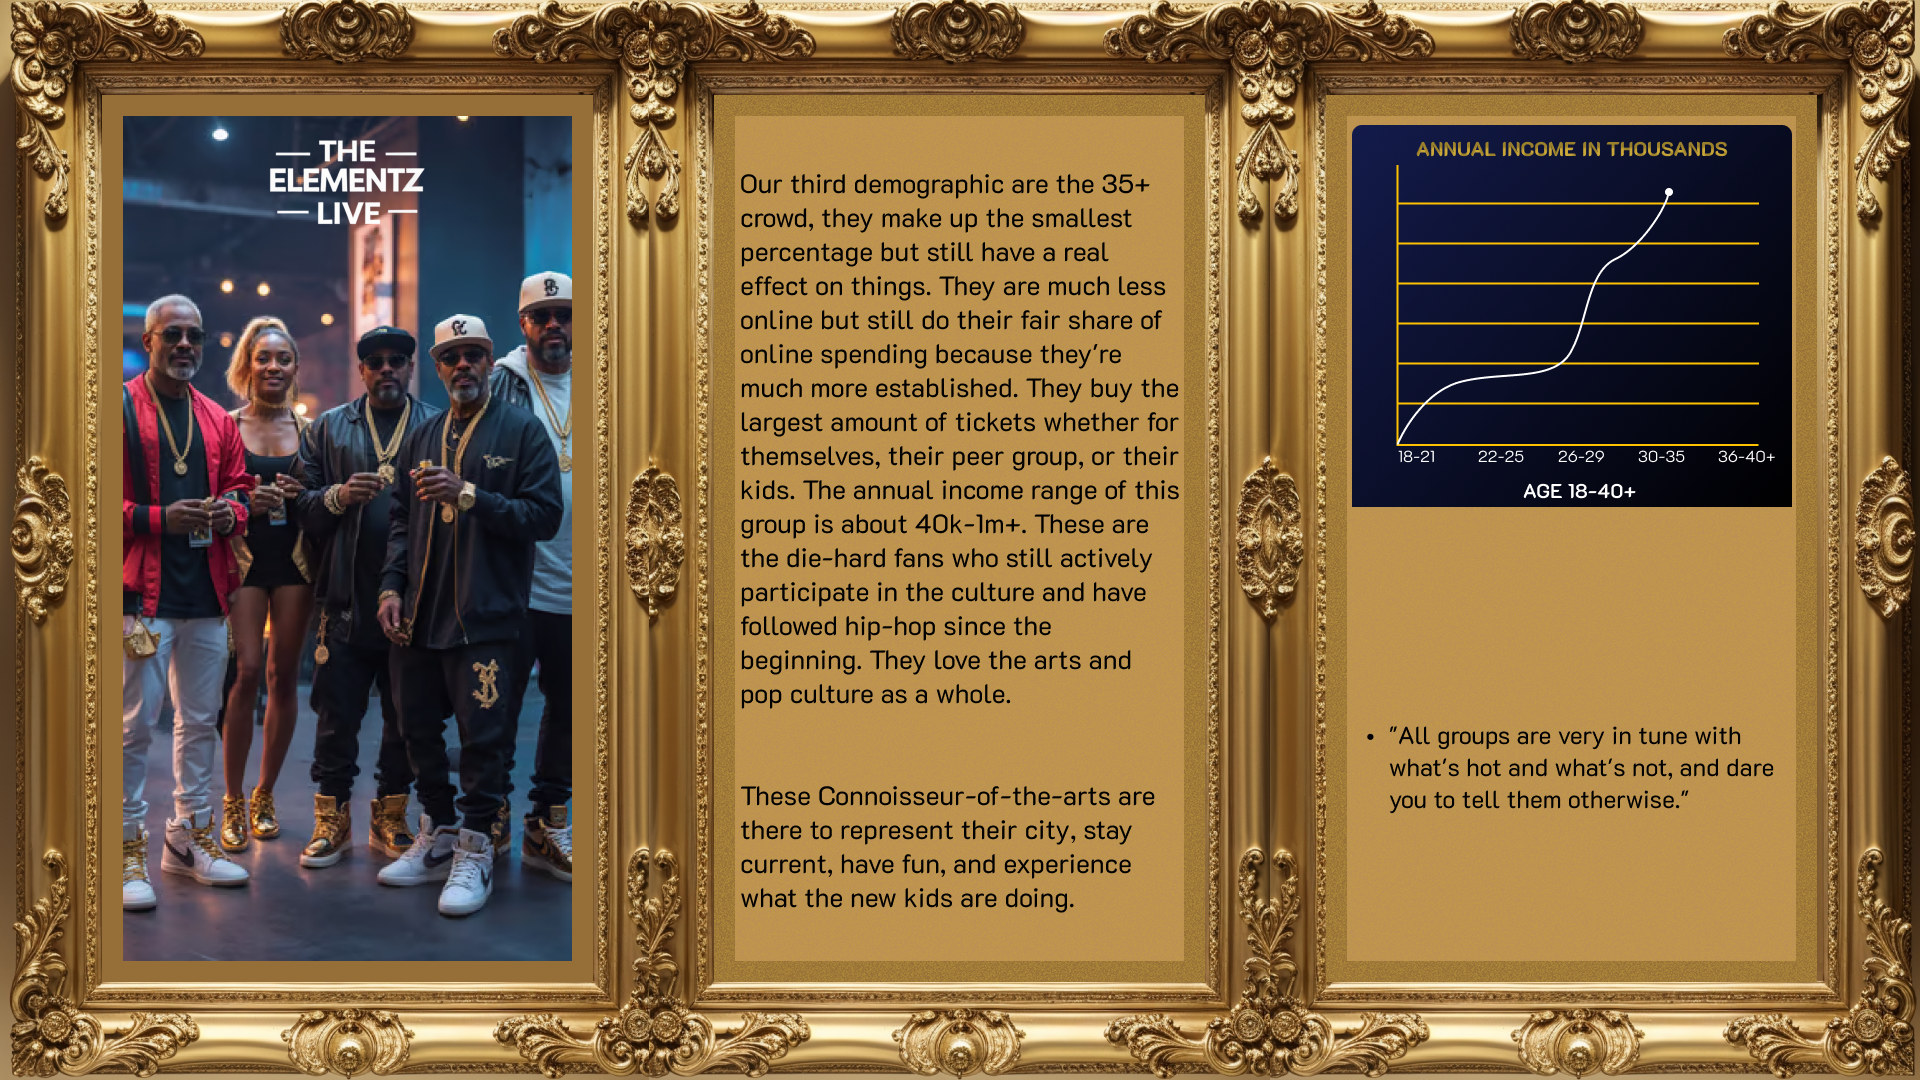 — THE —
ELEMENTZ
— LIVE —
Our third demographic are the 35+
crowd, they make up the smallest
percentage but still have a real
effect on things. They are much less
online but still do their fair share of
online spending because they're
much more established. They buy the
largest amount of tickets whether for
themselves, their peer group, or their
kids. The annual income range of this
group is about 40k-1m+. These are
the die-hard fans who still actively
participate in the culture and have
followed hip-hop since the
beginning. They love the arts and
pop culture as a whole.
These Connoisseur-of-the-arts are
there to represent their city, stay
current, have fun, and experience
what the new kids are doing.
ANNUAL INCOME IN THOUSANDS
18-21 22-25 26-29 30-35 36-40+
AGE 18-40+
• "All groups are very in tune with
what's hot and what's not, and dare
you to tell them otherwise."